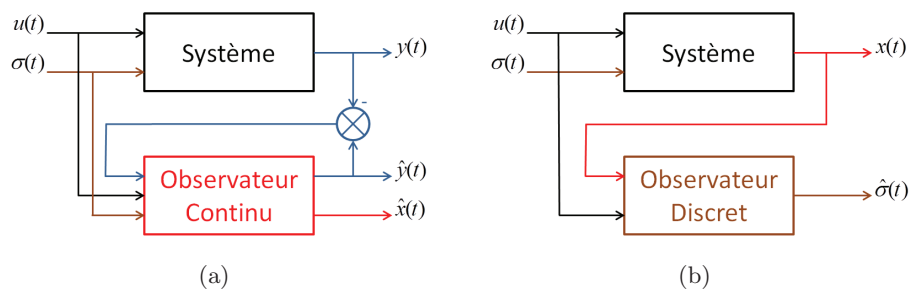 u(t)
σ(t)
Système
y(t)
-
Observateur
Continu
ŷ(t)
x̂(t)
(a)
u(t)
σ(t)
Système
x(t)
Observateur
Discret
σ̂(t)
(b)